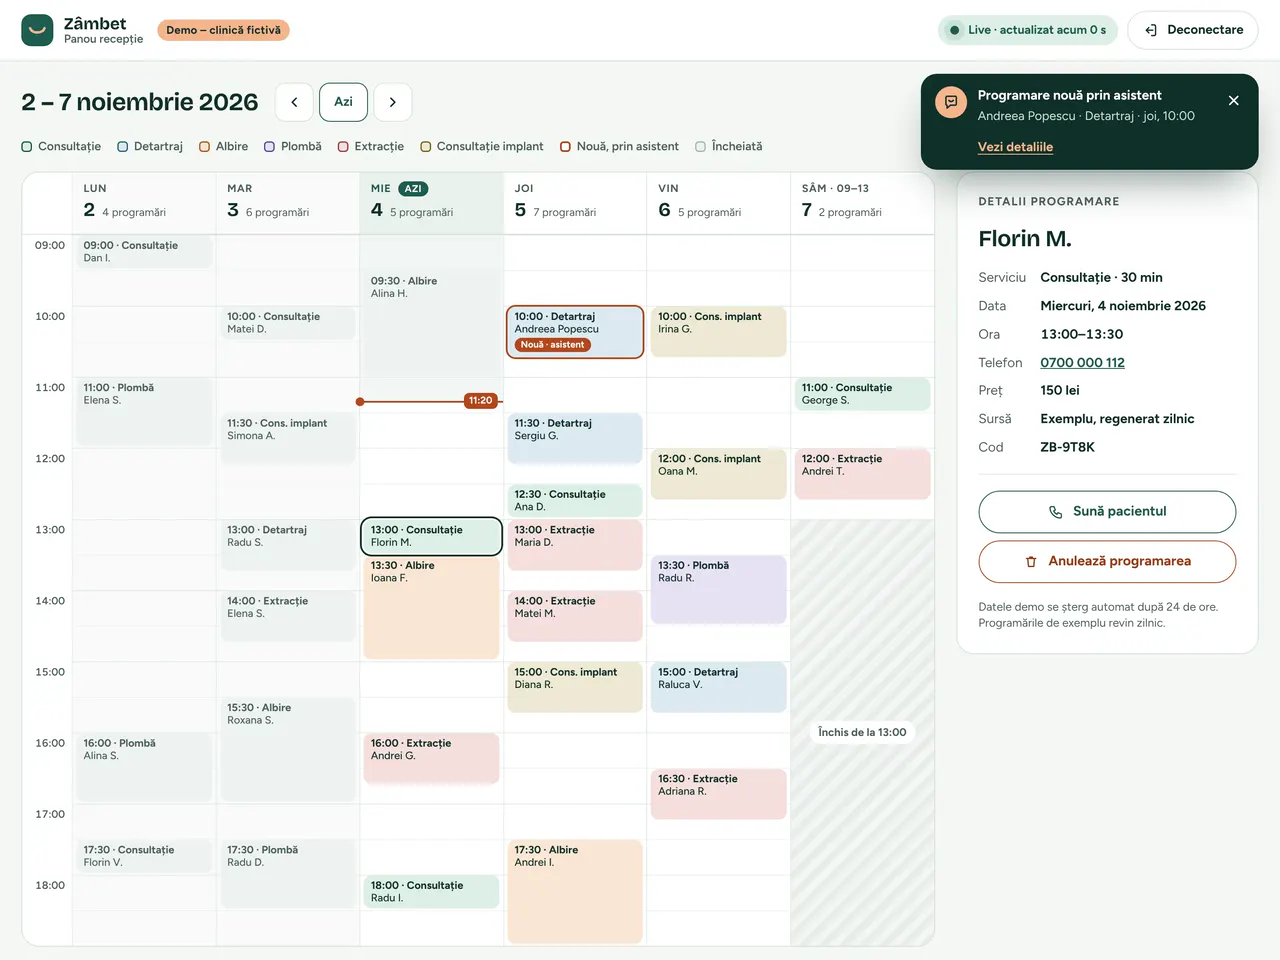 Zâmbet
Panou recepție
Demo – clinică fictivă
Live · actualizat acum 0 s
Deconectare
2 – 7 noiembrie 2026
Azi
Programare nouă prin asistent
Andreea Popescu · Detartraj · joi, 10:00
Vezi detaliile
Consultație
Detartraj
Albire
Plombă
Extracție
Consultație implant
Nouă, prin asistent
Încheiată
LUN
2 4 programări
MAR
3 6 programări
MIE AZI
4 5 programări
JOI
5 7 programări
VIN
6 5 programări
SÂM · 09–13
7 2 programări
09:00
10:00
11:00
12:00
13:00
14:00
15:00
16:00
17:00
18:00
09:00 · Consultație
Dan I.
11:00 · Plombă
Elena S.
16:00 · Plombă
Alina S.
17:30 · Consultație
Florin V.
10:00 · Consultație
Matei D.
11:30 · Cons. implant
Simona A.
13:00 · Detartraj
Radu S.
14:00 · Extracție
Elena S.
15:30 · Albire
Roxana S.
17:30 · Plombă
Radu D.
09:30 · Albire
Alina H.
11:20
13:00 · Consultație
Florin M.
13:30 · Albire
Ioana F.
16:00 · Extracție
Andrei G.
18:00 · Consultație
Radu I.
10:00 · Detartraj
Andreea Popescu
Nouă · asistent
11:30 · Detartraj
Sergiu G.
12:30 · Consultație
Ana D.
13:00 · Extracție
Maria D.
14:00 · Extracție
Matei M.
15:00 · Cons. implant
Diana R.
17:30 · Albire
Andrei I.
10:00 · Cons. implant
Irina G.
12:00 · Cons. implant
Oana M.
13:30 · Plombă
Radu R.
15:00 · Detartraj
Raluca V.
16:30 · Extracție
Adriana R.
11:00 · Consultație
George S.
12:00 · Extracție
Andrei T.
Închis de la 13:00
DETALII PROGRAMARE
Florin M.
Serviciu Consultație · 30 min
Data Miercuri, 4 noiembrie 2026
Ora 13:00–13:30
Telefon 0700 000 112
Preț 150 lei
Sursă Exemplu, regenerat zilnic
Cod ZB-9T8K
Sună pacientul
Anulează programarea
Datele demo se șterg automat după 24 de ore.
Programările de exemplu revin zilnic.